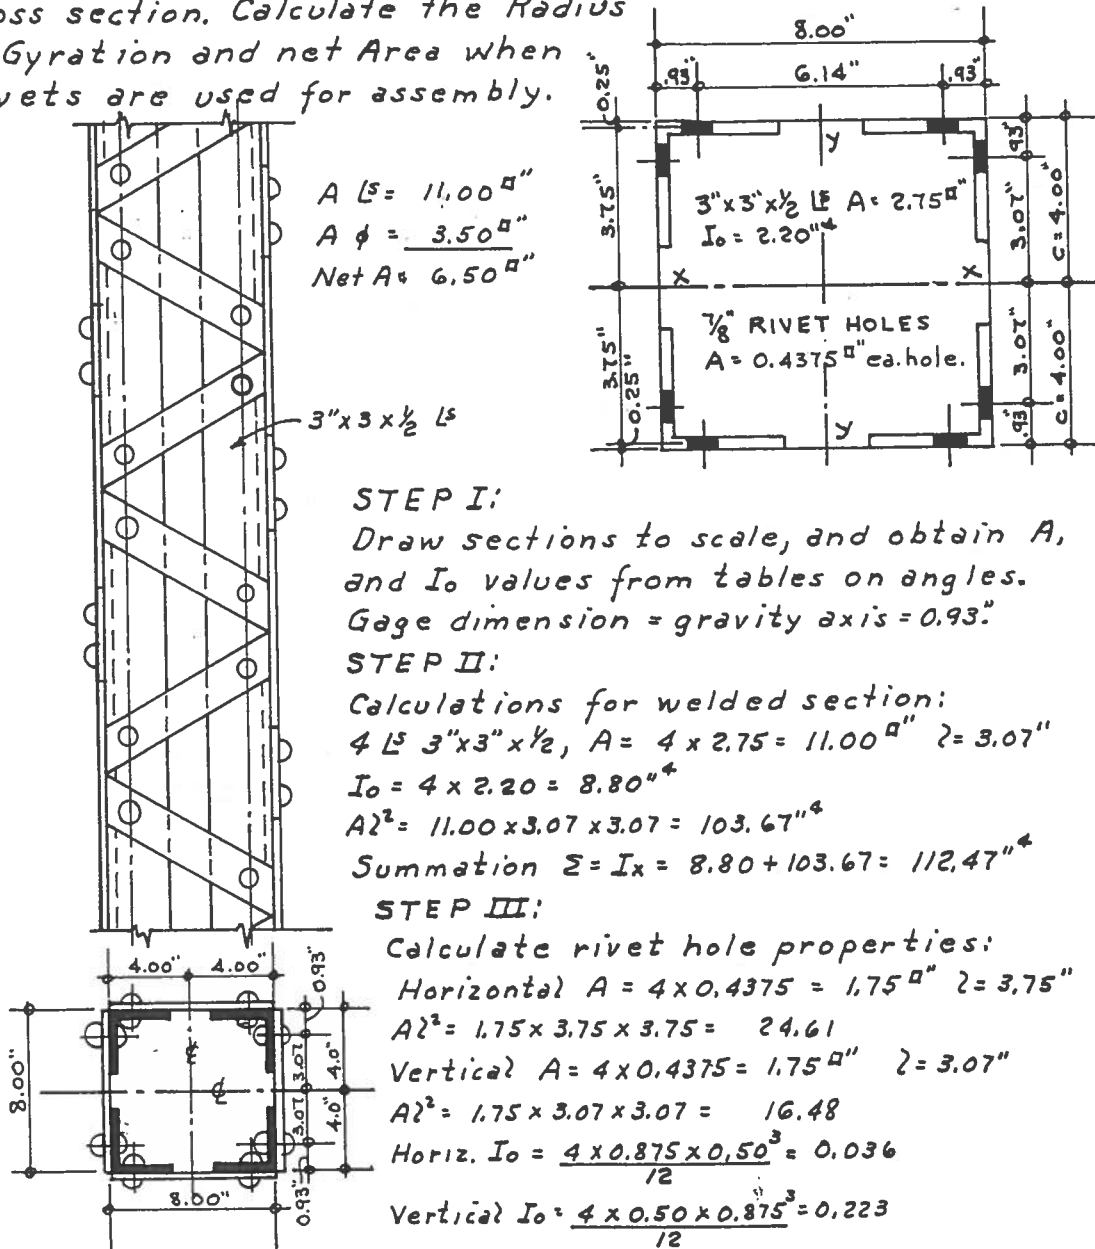 oss section. Calculate the Radius
Gyration and net Area when
vets are used for assembly.
A Ls = 11.00 □"
A ϕ = 3.50 □"
Net A = 6.50 □"
3"x3x½ Ls
8.00"
.93" 6.14" .93"
0.25"
3.75"
3.75"
0.25"
Y
3"x3"x½ Ls A = 2.75 □"
I₀ = 2.20"⁴
X X
⅞" RIVET HOLES
A = 0.4375 □" ea. hole.
Y
.93"
3.07"
3.07"
.93"
C = 4.00"
C = 4.00"
STEP I:
Draw sections to scale, and obtain A,
and I₀ values from tables on angles.
Gage dimension = gravity axis = 0.93".
STEP II:
Calculations for welded section:
4 Ls 3"x3"x½, A = 4 x 2.75 = 11.00 □" l = 3.07"
I₀ = 4 x 2.20 = 8.80"⁴
Al² = 11.00 x 3.07 x 3.07 = 103.67"⁴
Summation Σ = Ix = 8.80 + 103.67 = 112.47"⁴
STEP III:
Calculate rivet hole properties:
Horizontal A = 4 x 0.4375 = 1.75 □" l = 3.75"
Al² = 1.75 x 3.75 x 3.75 = 24.61
Vertical A = 4 x 0.4375 = 1.75 □" l = 3.07"
Al² = 1.75 x 3.07 x 3.07 = 16.48
Horiz. I₀ = 4 x 0.875 x 0.50³ / 12 = 0.036
Vertical I₀ = 4 x 0.50 x 0.875³ / 12 = 0.223
4.00" 4.00"
0.93"
8.00"
℄
℄
3.07
3.07
4.0"
4.0"
0.93"
8.00"